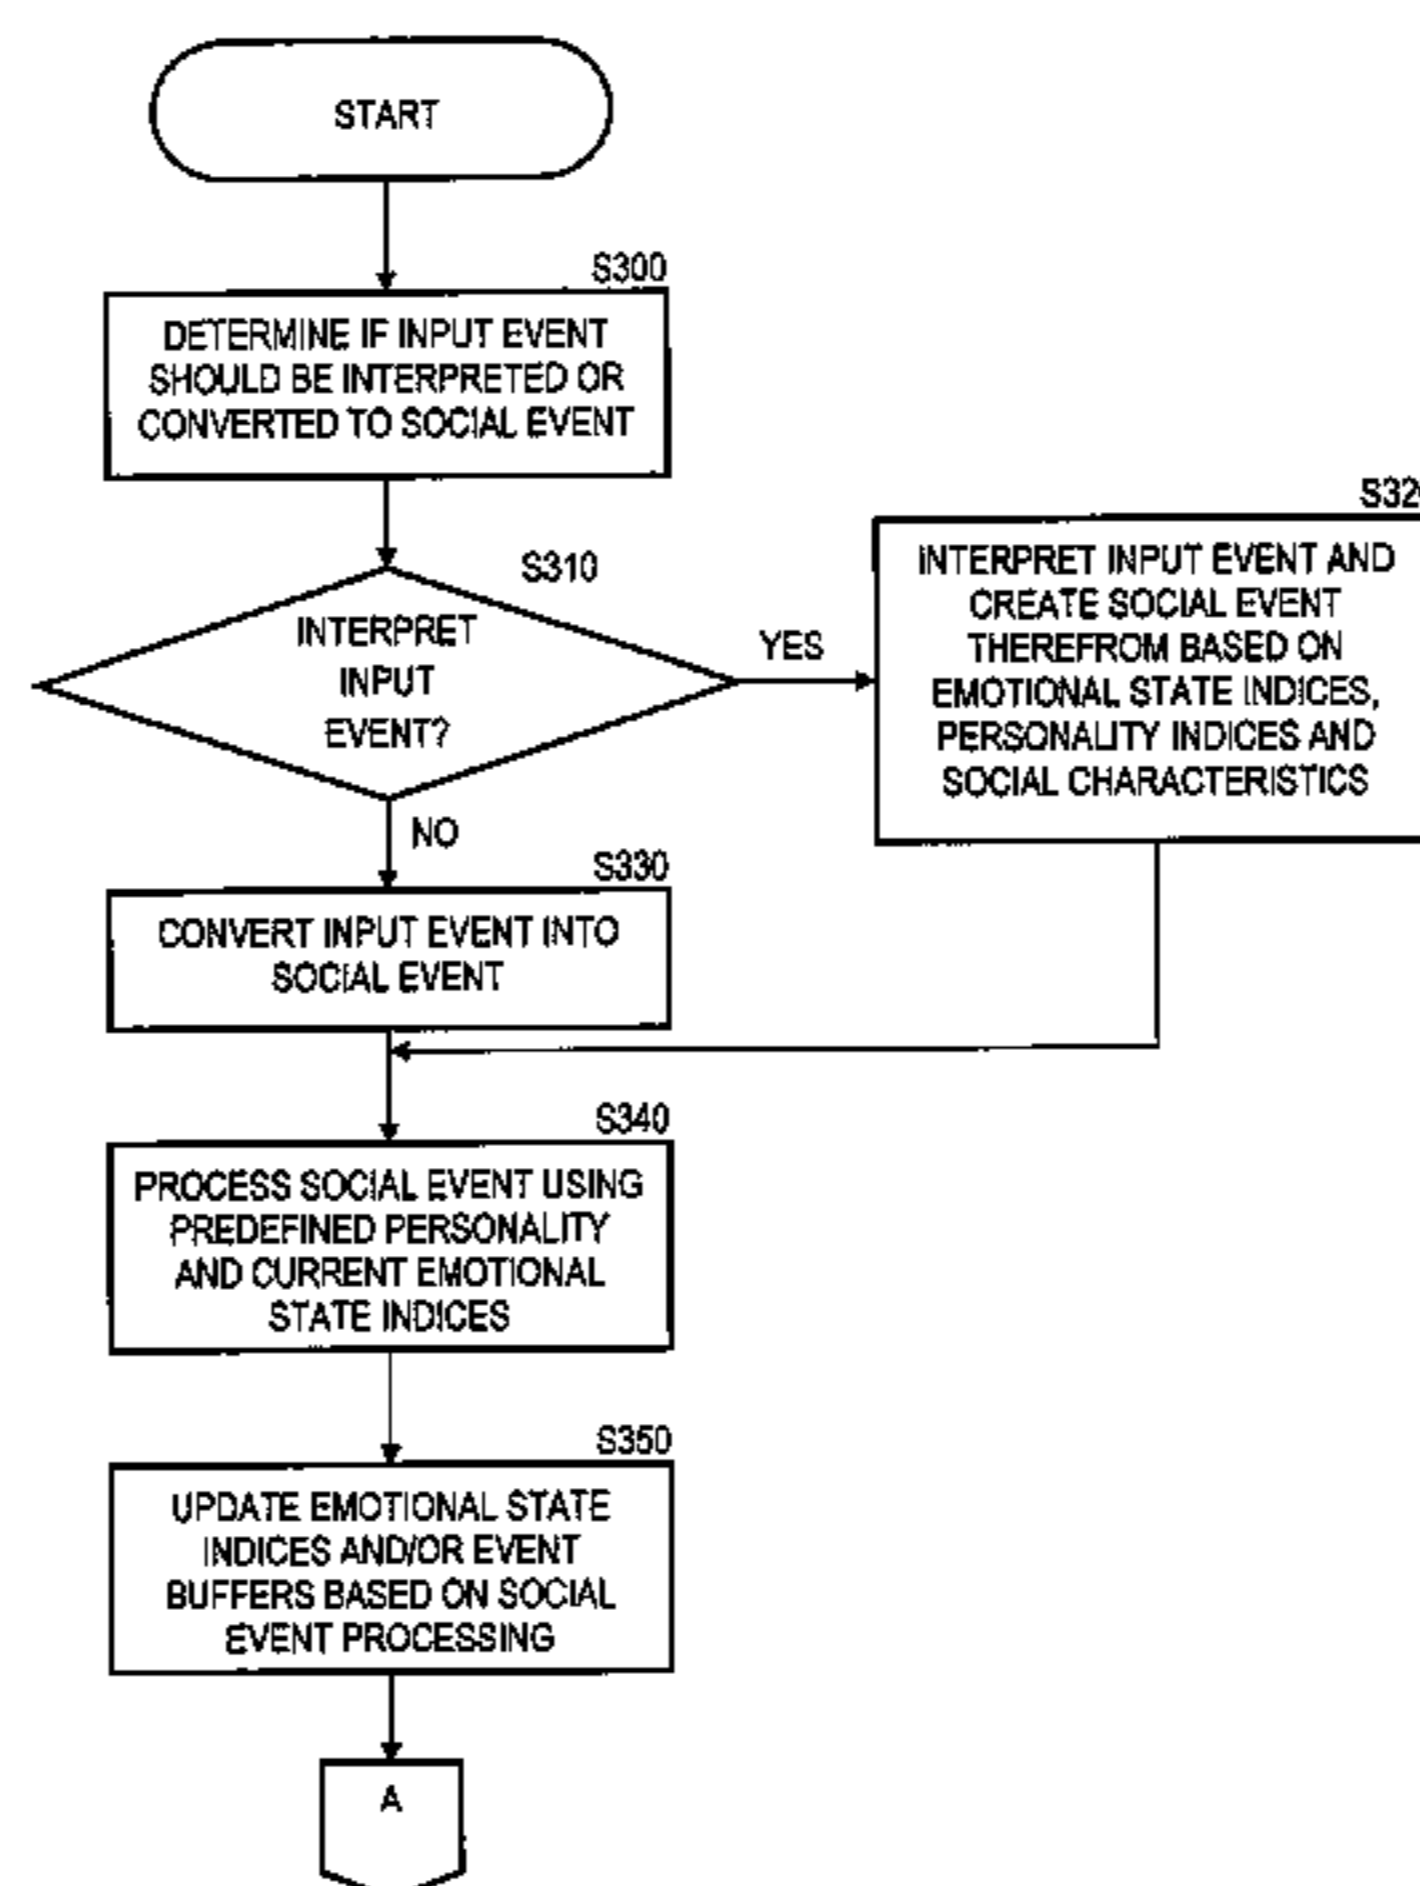 START
S300
DETERMINE IF INPUT EVENT
SHOULD BE INTERPRETED OR
CONVERTED TO SOCIAL EVENT
S310
INTERPRET
INPUT
EVENT?
YES
INTERPRET INPUT EVENT AND
CREATE SOCIAL EVENT
THEREFROM BASED ON
EMOTIONAL STATE INDICES,
PERSONALITY INDICES AND
SOCIAL CHARACTERISTICS
NO
S330
CONVERT INPUT EVENT INTO
SOCIAL EVENT
S340
PROCESS SOCIAL EVENT USING
PREDEFINED PERSONALITY
AND CURRENT EMOTIONAL
STATE INDICES
S350
UPDATE EMOTIONAL STATE
INDICES AND/OR EVENT
BUFFERS BASED ON SOCIAL
EVENT PROCESSING
A